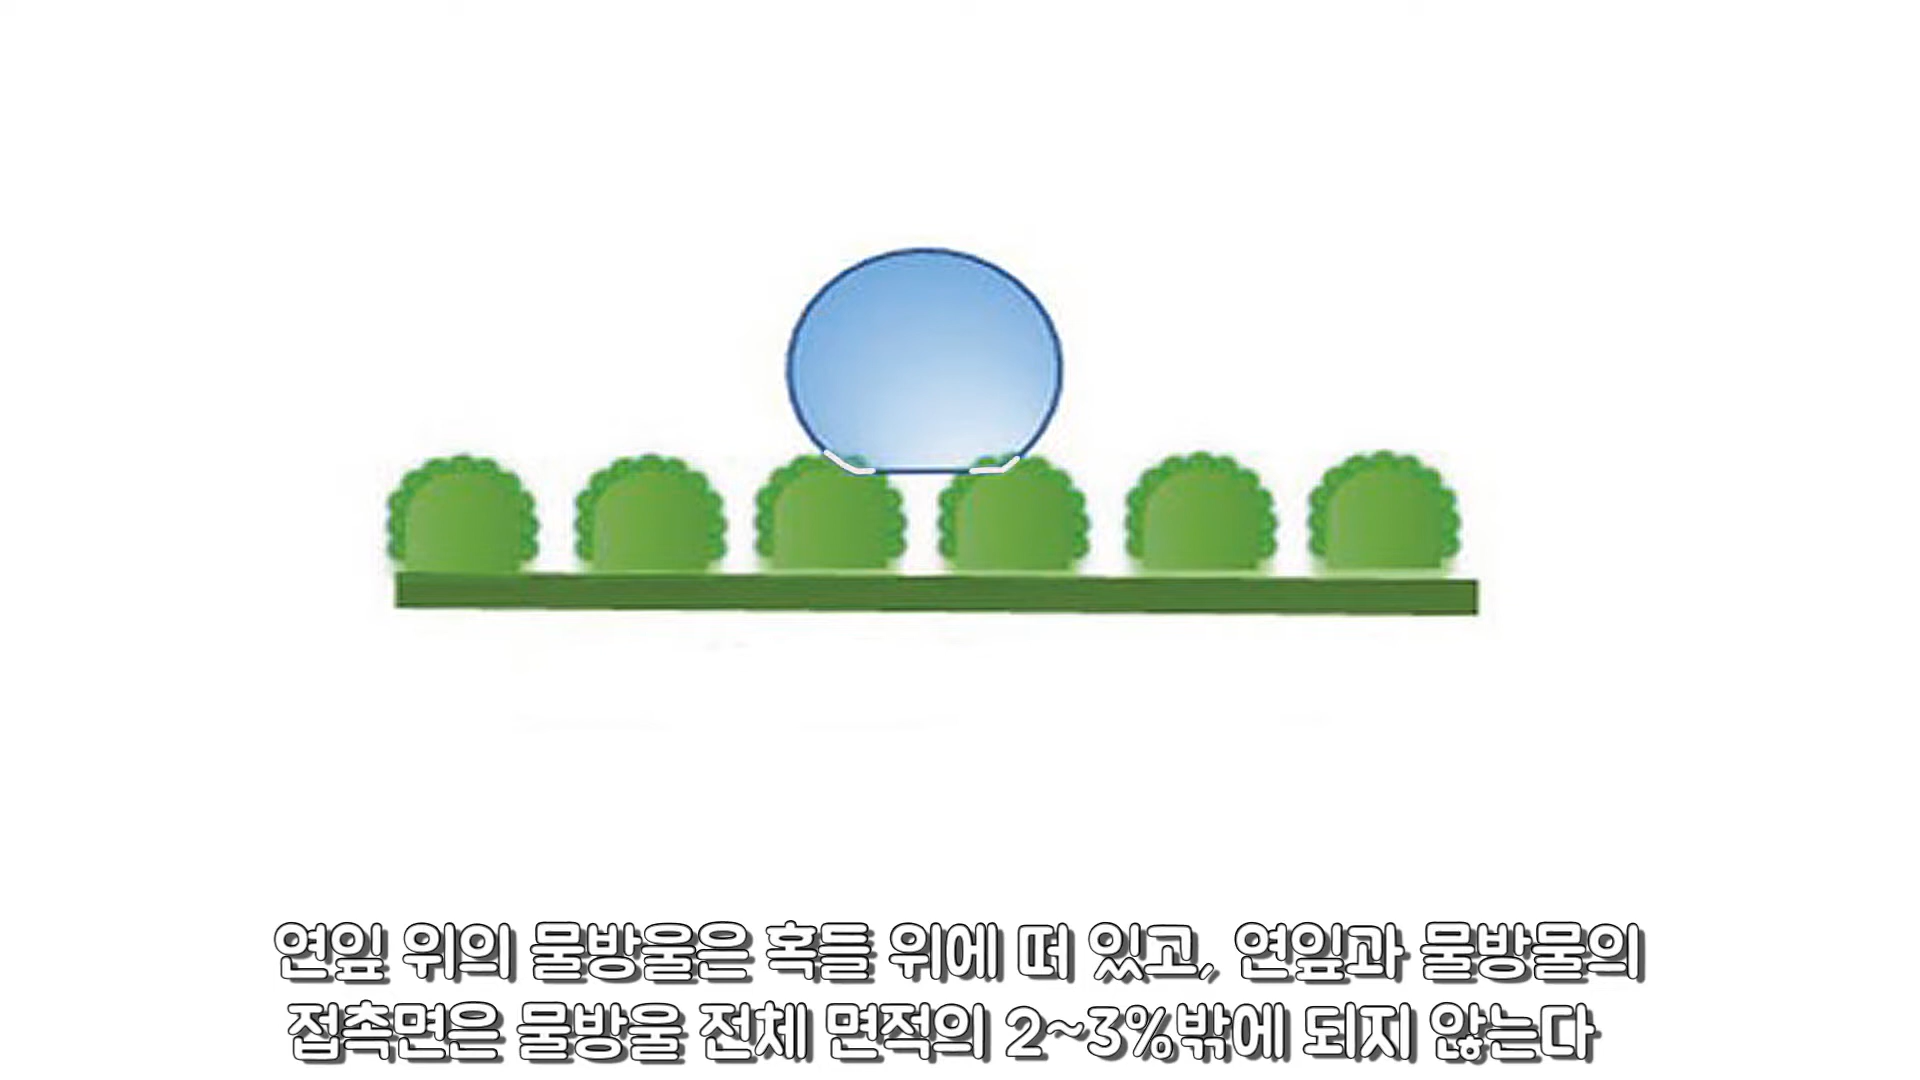 연잎 위의 물방울은 혹들 위에 떠 있고, 연잎과 물방물의
접촉면은 물방울 전체 면적의 2~3%밖에 되지 않는다